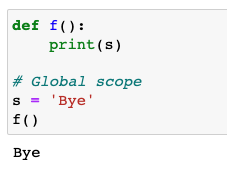 def f():
    print(s)

# Global scope
s = 'Bye'
f()
Bye